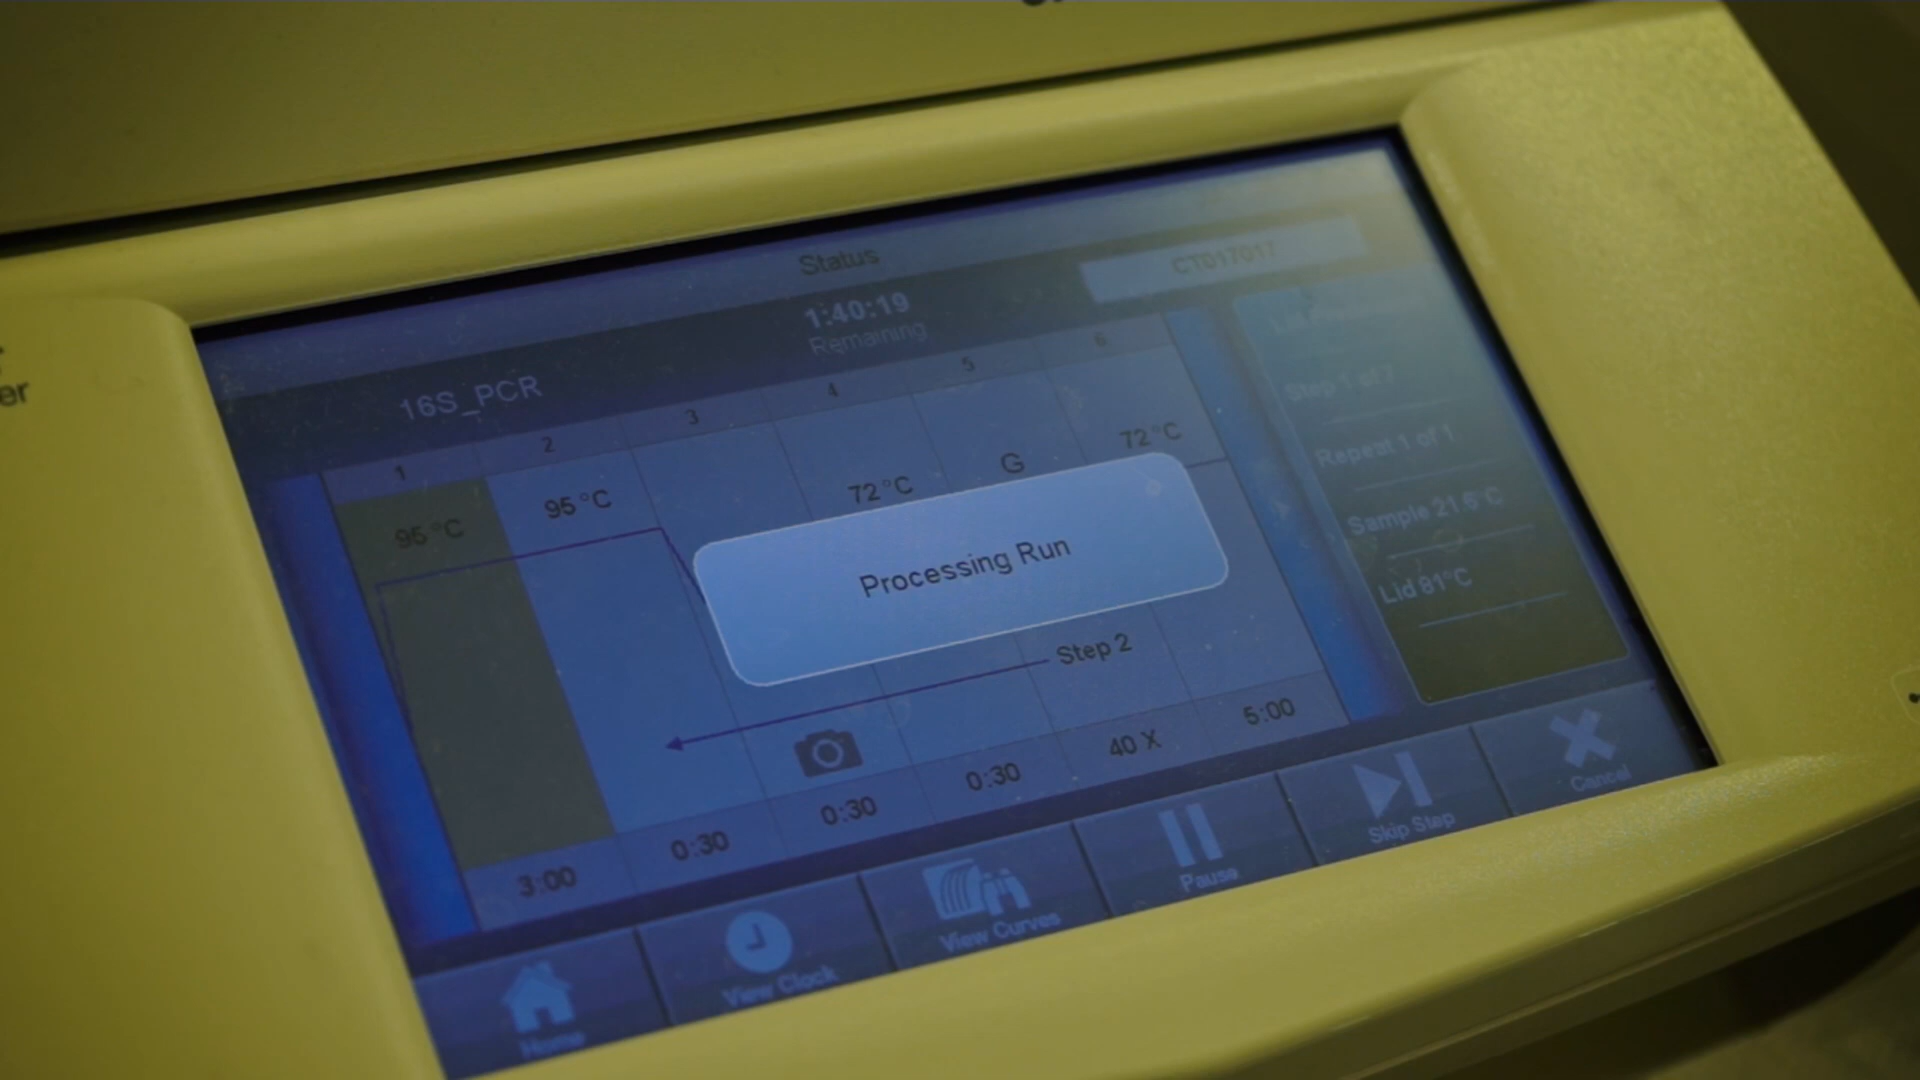 er
Status
1:40:19
Remaining
CT017017
16S_PCR
1 2 3 4 5 6
95°C 95°C 72°C G 72°C
Processing Run
Step 2
3:00 0:30 0:30 0:30 40 X 5:00
Step 1 of 7
Repeat 1 of 1
Sample 21.6°C
Lid 81°C
Home
View Clock
View Curves
Pause
Skip Step
Cancel